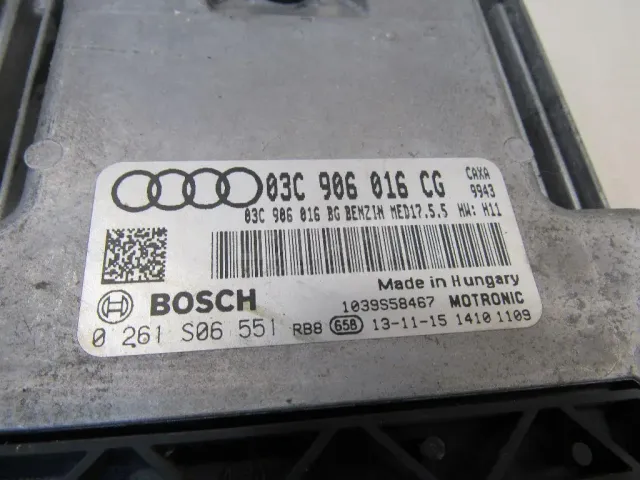 03C 906 016 CG CAXA
9943
03C 906 016 BG BENZIN MED17.5.5 HW: H11
Made in Hungary
BOSCH 1039S58467 MOTRONIC
0 261 S06 551 RB8 658 13-11-15 1410 1109